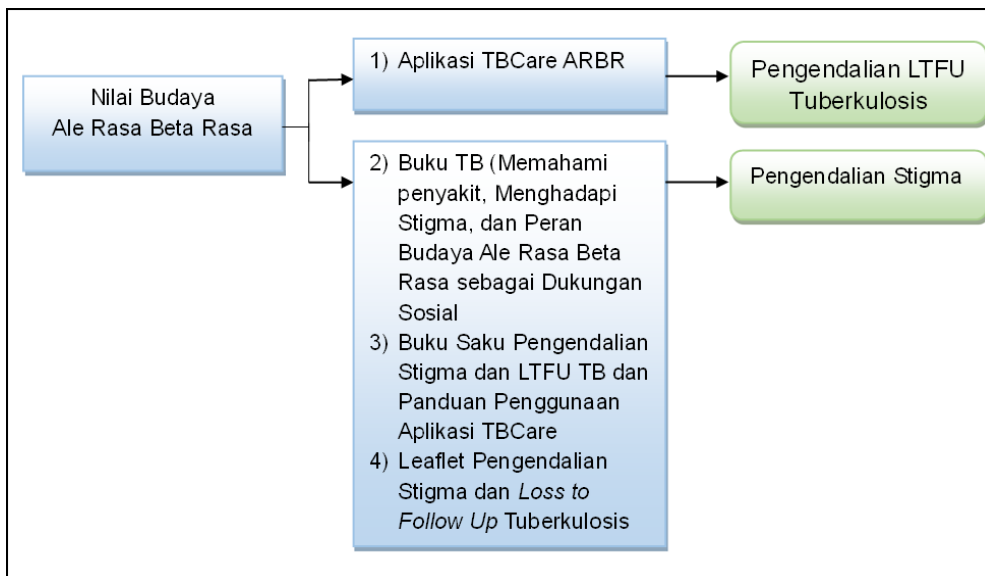 Nilai Budaya
Ale Rasa Beta Rasa
1) Aplikasi TBCare ARBR
Pengendalian LTFU
Tuberkulosis
2) Buku TB (Memahami
penyakit, Menghadapi
Stigma, dan Peran
Budaya Ale Rasa Beta
Rasa sebagai Dukungan
Sosial
3) Buku Saku Pengendalian
Stigma dan LTFU TB dan
Panduan Penggunaan
Aplikasi TBCare
4) Leaflet Pengendalian
Stigma dan Loss to
Follow Up Tuberkulosis
Pengendalian Stigma